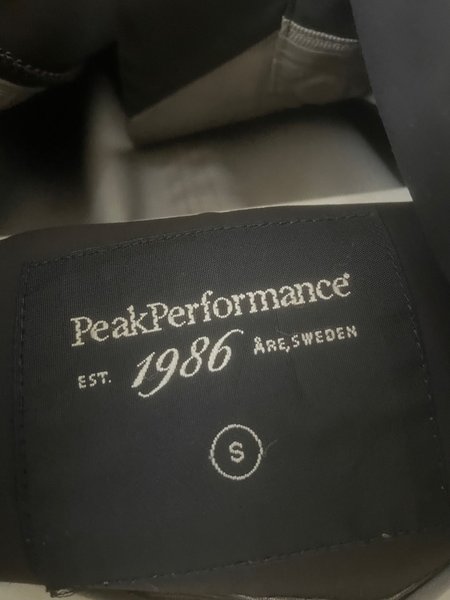 PeakPerformance®
EST. 1986 ÅRE, SWEDEN
S